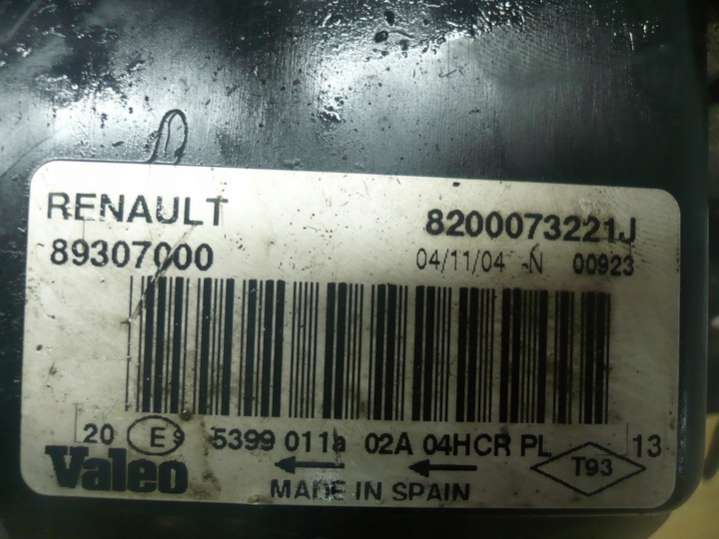 RENAULT 8200073221J
89307000 04/11/04 -N 00923
20 E9 5399 011a 02A 04HCR PL T93 13
Valeo MADE IN SPAIN